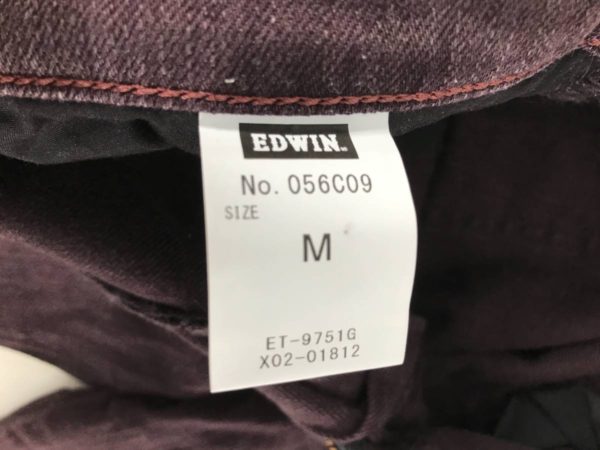 EDWIN
No. 056C09
SIZE
M
ET-9751G
X02-01812